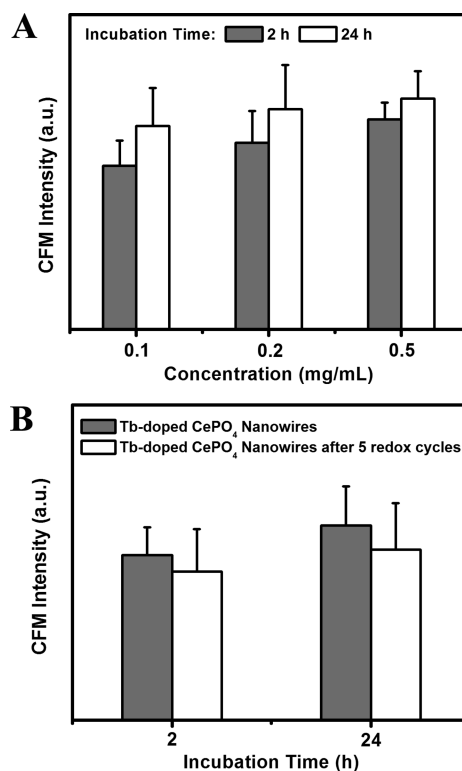 A
Incubation Time: 2 h 24 h
CFM Intensity (a.u.)
0.1 0.2 0.5
Concentration (mg/mL)
B
Tb-doped CePO₄ Nanowires
Tb-doped CePO₄ Nanowires after 5 redox cycles
CFM Intensity (a.u.)
2 24
Incubation Time (h)